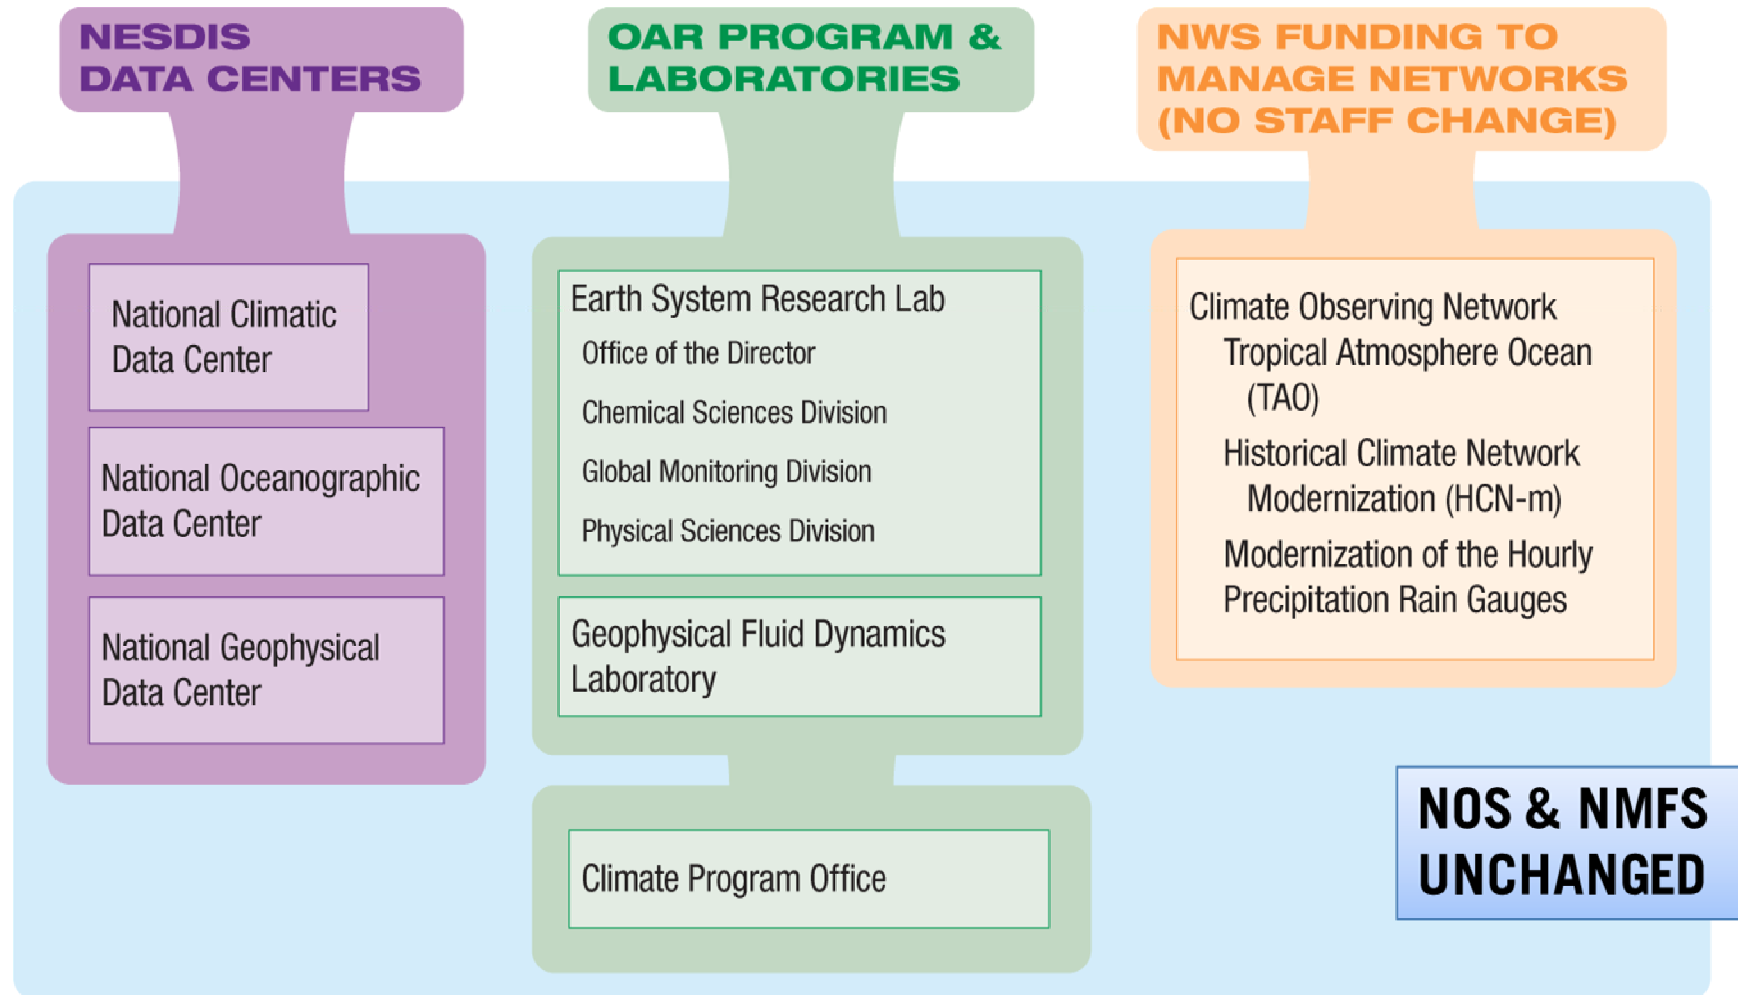 NESDIS
DATA CENTERS
National Climatic
Data Center
National Oceanographic
Data Center
National Geophysical
Data Center
OAR PROGRAM &
LABORATORIES
Earth System Research Lab
Office of the Director
Chemical Sciences Division
Global Monitoring Division
Physical Sciences Division
Geophysical Fluid Dynamics
Laboratory
Climate Program Office
NWS FUNDING TO
MANAGE NETWORKS
(NO STAFF CHANGE)
Climate Observing Network
Tropical Atmosphere Ocean
(TAO)
Historical Climate Network
Modernization (HCN-m)
Modernization of the Hourly
Precipitation Rain Gauges
NOS & NMFS
UNCHANGED